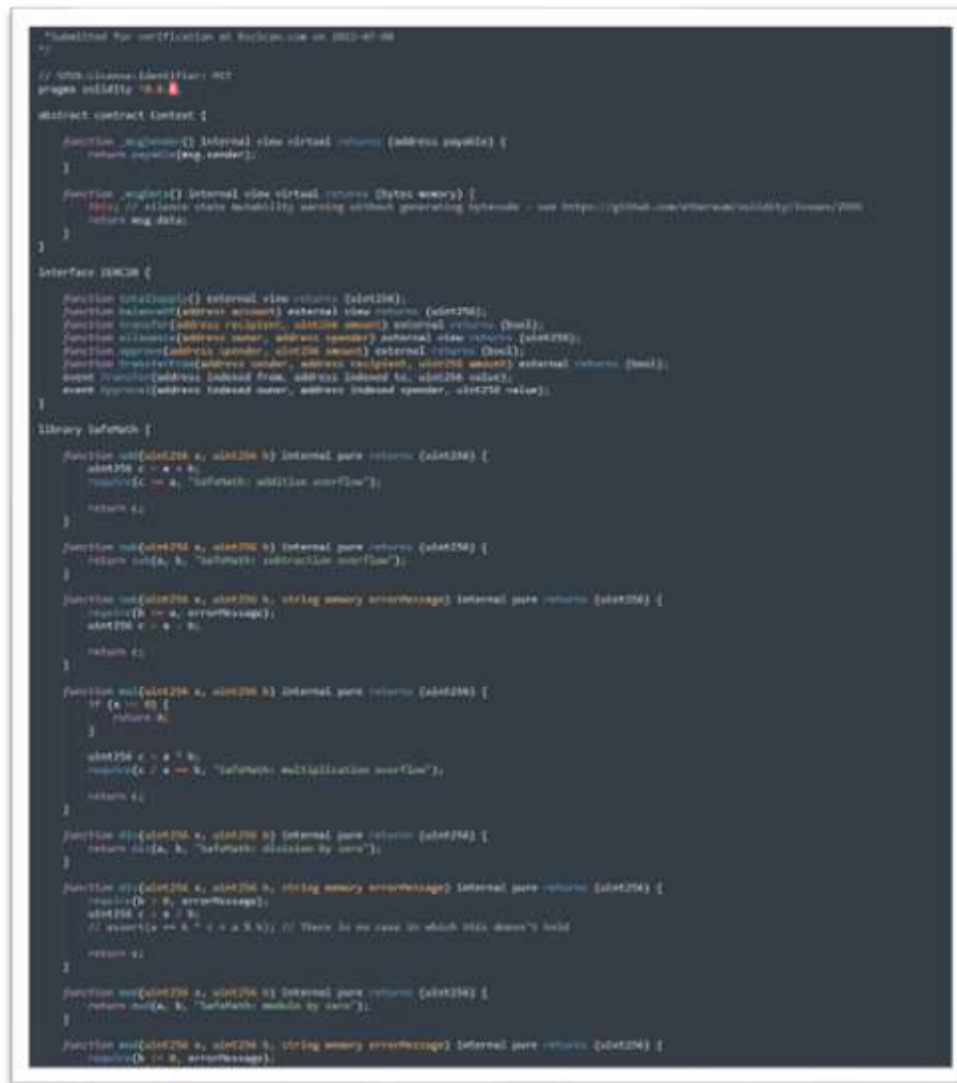 *Submitted for verification at BscScan.com on 2022-07-08
*/
// SPDX-License-Identifier: MIT
pragma solidity ^0.8.
abstract contract Context {
function _msgSender() internal view virtual returns (address payable) {
return payable(msg.sender);
}
function _msgData() internal view virtual returns (bytes memory) {
this; // silence state mutability warning without generating bytecode - see https://github.com/ethereum/solidity/issues/2691
return msg.data;
}
}
interface IERC20 {
function totalSupply() external view returns (uint256);
function balanceOf(address account) external view returns (uint256);
function transfer(address recipient, uint256 amount) external returns (bool);
function allowance(address owner, address spender) external view returns (uint256);
function approve(address spender, uint256 amount) external returns (bool);
function transferFrom(address sender, address recipient, uint256 amount) external returns (bool);
event Transfer(address indexed from, address indexed to, uint256 value);
event Approval(address indexed owner, address indexed spender, uint256 value);
}
library SafeMath {
function add(uint256 a, uint256 b) internal pure returns (uint256) {
uint256 c = a + b;
require(c >= a, "SafeMath: addition overflow");
return c;
}
function sub(uint256 a, uint256 b) internal pure returns (uint256) {
return sub(a, b, "SafeMath: subtraction overflow");
}
function sub(uint256 a, uint256 b, string memory errorMessage) internal pure returns (uint256) {
require(b <= a, errorMessage);
uint256 c = a - b;
return c;
}
function mul(uint256 a, uint256 b) internal pure returns (uint256) {
if (a == 0) {
return 0;
}
uint256 c = a * b;
require(c / a == b, "SafeMath: multiplication overflow");
return c;
}
function div(uint256 a, uint256 b) internal pure returns (uint256) {
return div(a, b, "SafeMath: division by zero");
}
function div(uint256 a, uint256 b, string memory errorMessage) internal pure returns (uint256) {
require(b > 0, errorMessage);
uint256 c = a / b;
// assert(a == b * c + a % b); // There is no case in which this doesn't hold
return c;
}
function mod(uint256 a, uint256 b) internal pure returns (uint256) {
return mod(a, b, "SafeMath: modulo by zero");
}
function mod(uint256 a, uint256 b, string memory errorMessage) internal pure returns (uint256) {
require(b != 0, errorMessage);